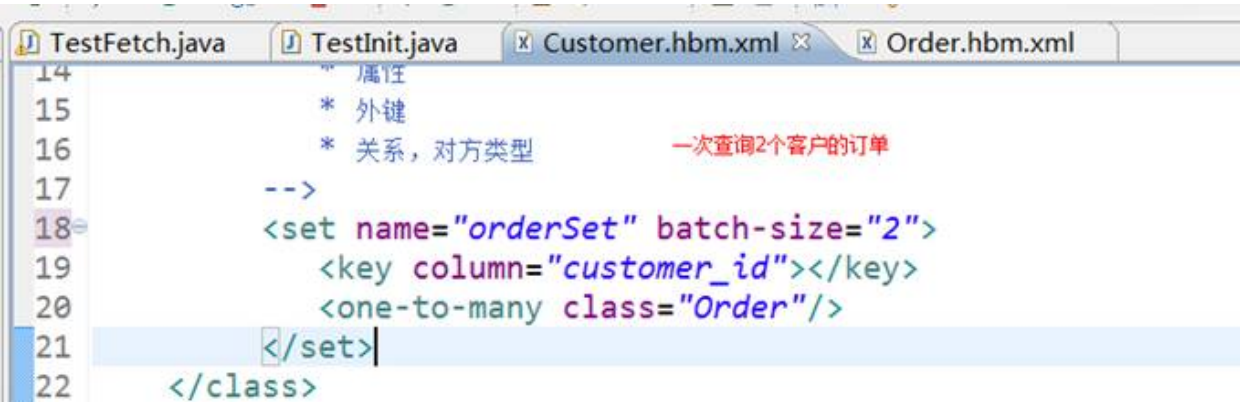 TestFetch.java TestInit.java Customer.hbm.xml Order.hbm.xml
14 * 属性
15 * 外键
16 * 关系，对方类型 一次查询2个客户的订单
17 -->
18 <set name="orderSet" batch-size="2">
19 <key column="customer_id"></key>
20 <one-to-many class="Order"/>
21 </set>
22 </class>